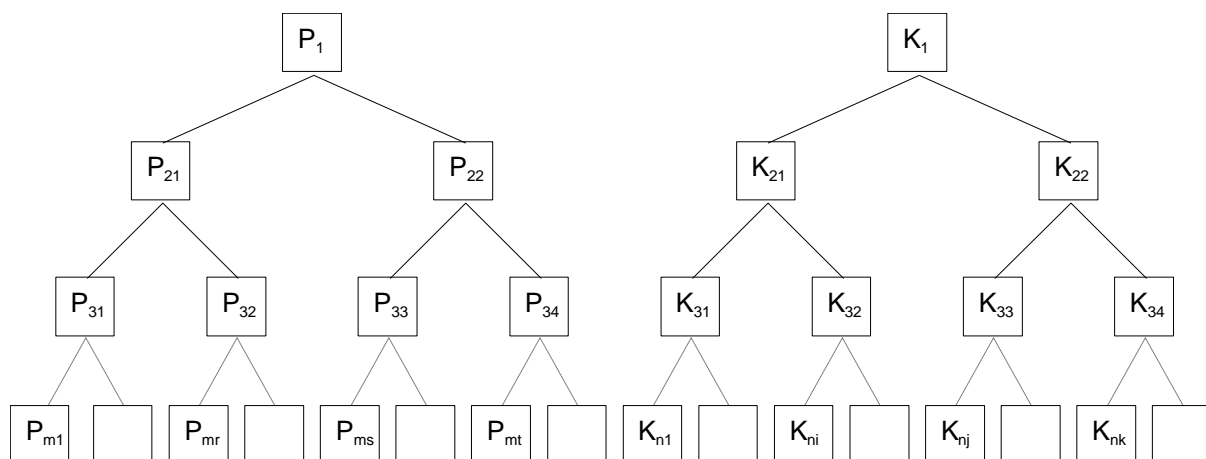 P₁ K₁
P₂₁ P₂₂ K₂₁ K₂₂
P₃₁ P₃₂ P₃₃ P₃₄ K₃₁ K₃₂ K₃₃ K₃₄
Pₘ₁ Pₘᵣ Pₘₛ Pₘₜ Kₙ₁ Kₙᵢ Kₙⱼ Kₙₖ